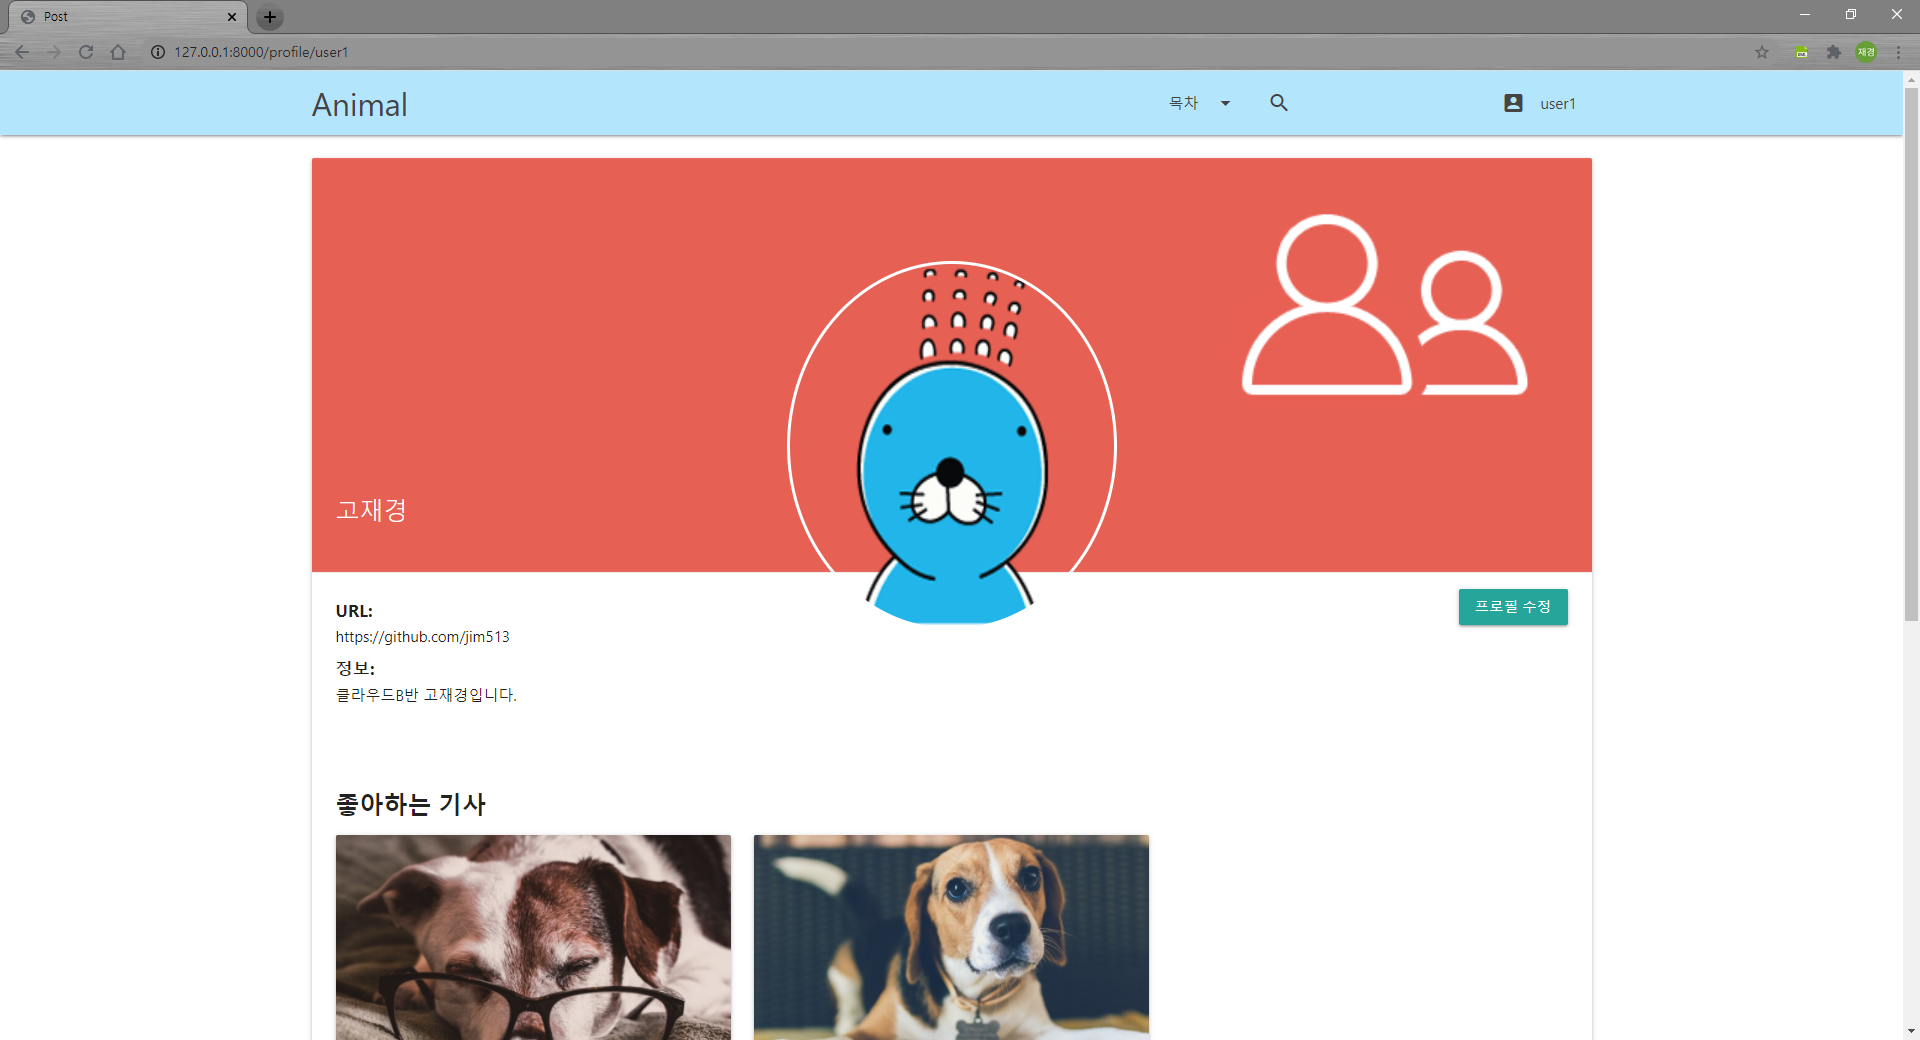 Post
127.0.0.1:8000/profile/user1
재경
Animal
목차
user1
고재경
프로필 수정
URL:
https://github.com/jim513
정보:
클라우드B반 고재경입니다.
좋아하는 기사